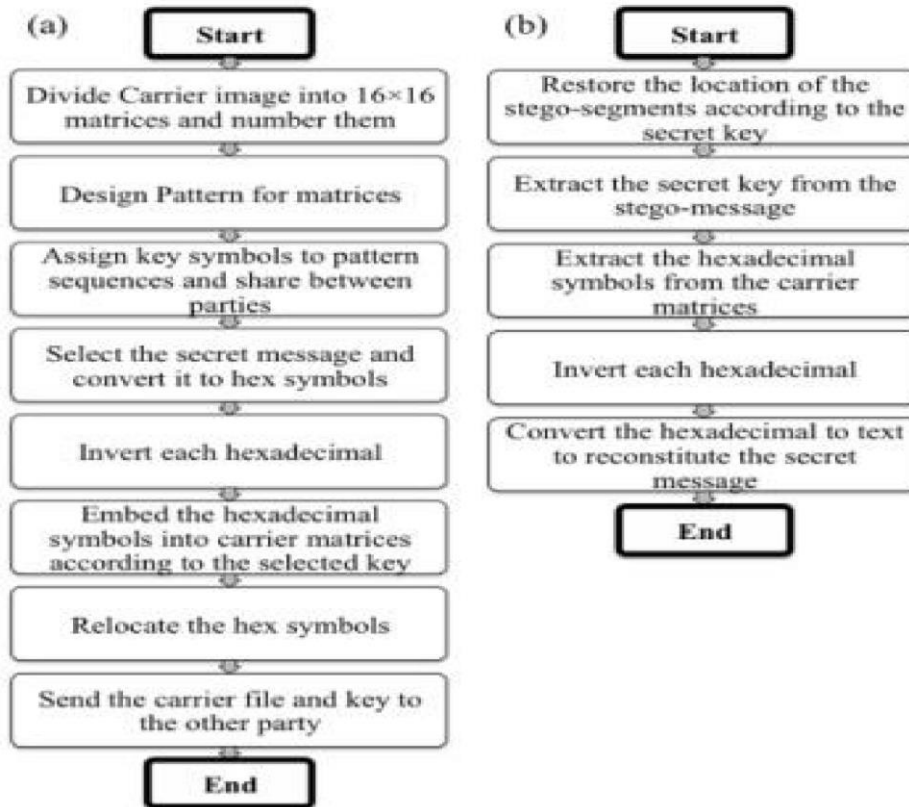 (a)
Start
Divide Carrier image into 16×16
matrices and number them
Design Pattern for matrices
Assign key symbols to pattern
sequences and share between
parties
Select the secret message and
convert it to hex symbols
Invert each hexadecimal
Embed the hexadecimal
symbols into carrier matrices
according to the selected key
Relocate the hex symbols
Send the carrier file and key to
the other party
End
(b)
Start
Restore the location of the
stego-segments according to the
secret key
Extract the secret key from the
stego-message
Extract the hexadecimal
symbols from the carrier
matrices
Invert each hexadecimal
Convert the hexadecimal to text
to reconstitute the secret
message
End